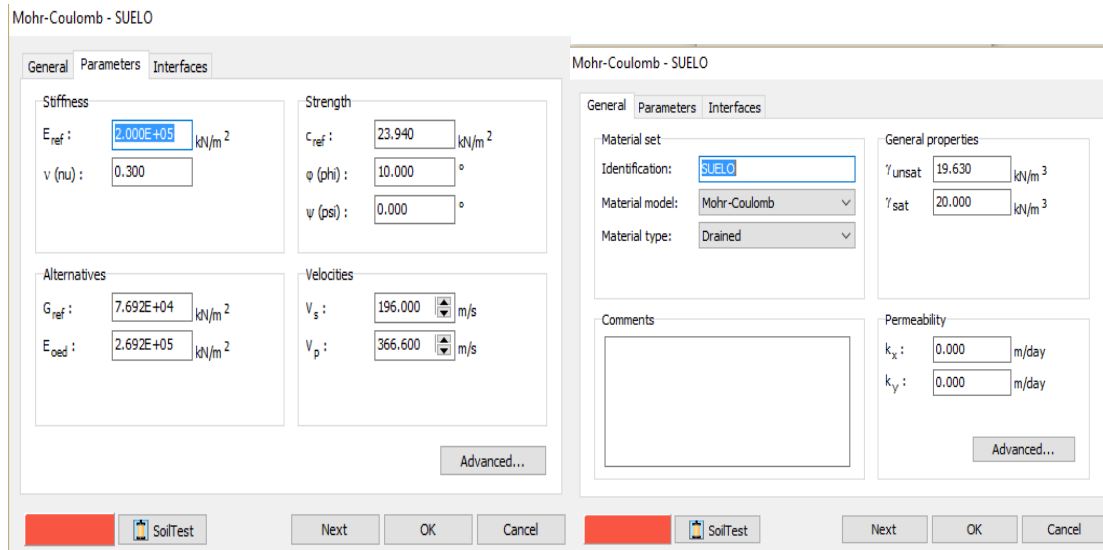 Mohr-Coulomb - SUELO
General Parameters Interfaces
Stiffness
E ref : 2.000E+05 kN/m 2
ν (nu) : 0.300
Strength
c ref : 23.940 kN/m 2
φ (phi) : 10.000 °
ψ (psi) : 0.000 °
Alternatives
G ref : 7.692E+04 kN/m 2
E oed : 2.692E+05 kN/m 2
Velocities
V s : 196.000 m/s
V p : 366.600 m/s
Advanced...
SoilTest Next OK Cancel
Mohr-Coulomb - SUELO
General Parameters Interfaces
Material set
Identification: SUELO
Material model: Mohr-Coulomb
Material type: Drained
General properties
γ unsat 19.630 kN/m 3
γ sat 20.000 kN/m 3
Comments
Permeability
k x : 0.000 m/day
k y : 0.000 m/day
Advanced...
SoilTest Next OK Cancel